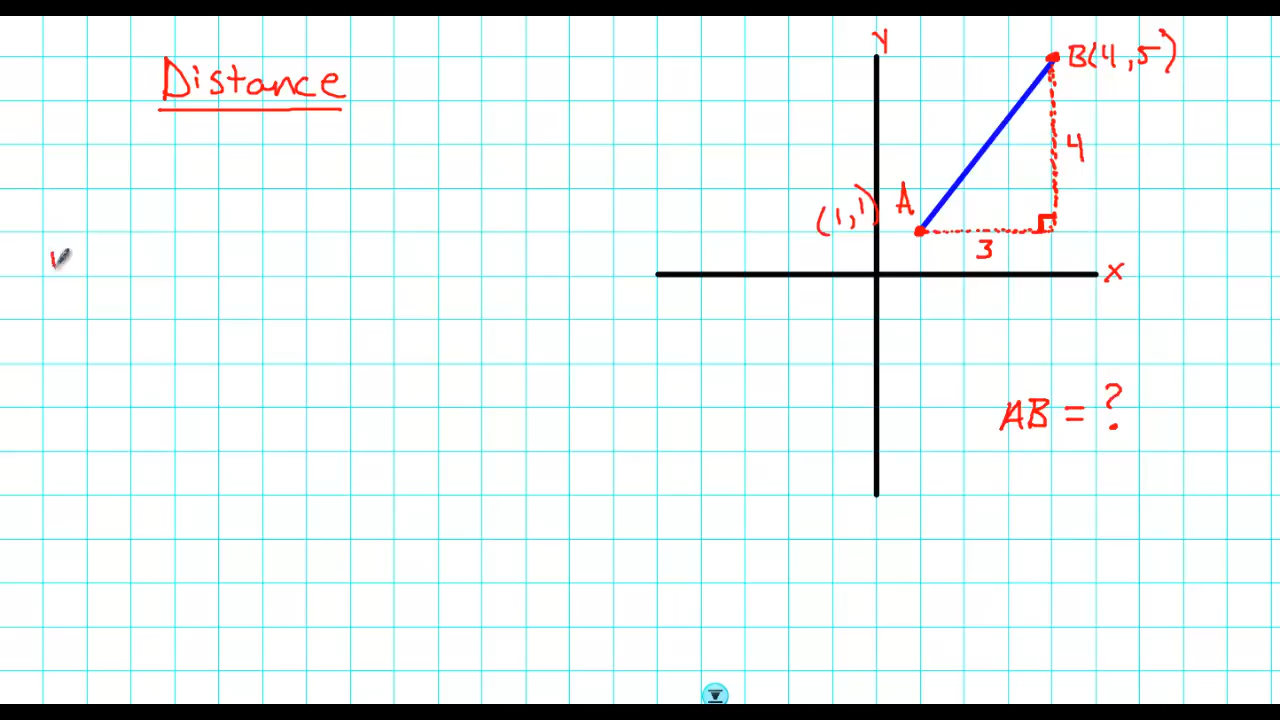 Distance
y
B(4,5)
4
(1,1) A
3
x
AB = ?